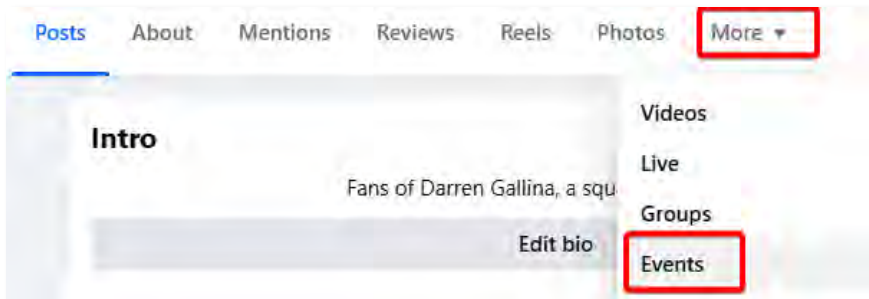 Posts About Mentions Reviews Reels Photos More
Videos
Intro
Live
Fans of Darren Gallina, a squ
Groups
Edit bio
Events